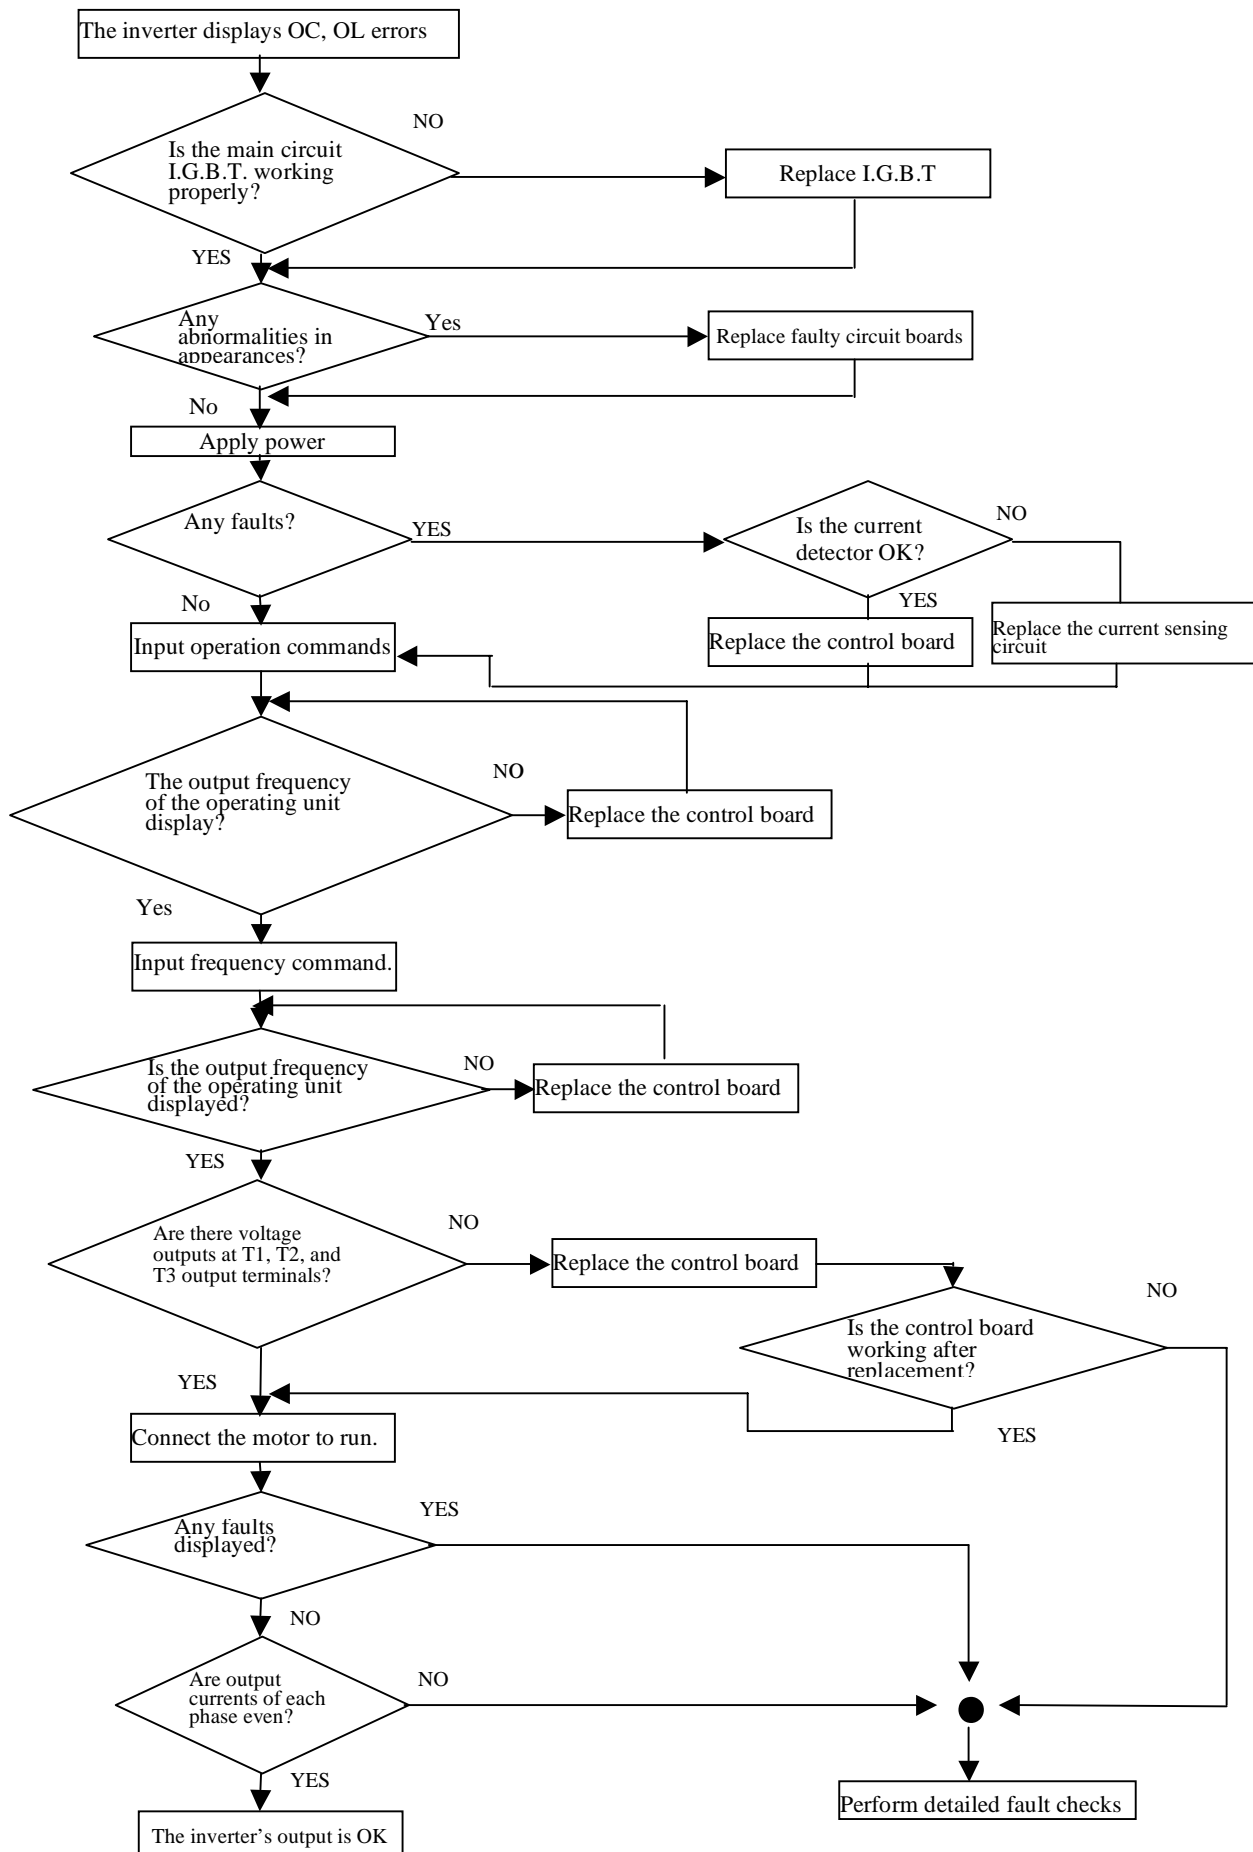 The inverter displays OC, OL errors
NO
Is the main circuit
I.G.B.T. working
properly?
Replace I.G.B.T
YES
Any
abnormalities in
appearances?
Yes
Replace faulty circuit boards
No
Apply power
Any faults?
YES
Is the current
detector OK?
NO
No
YES
Input operation commands
Replace the control board
Replace the current sensing
circuit
The output frequency
of the operating unit
display?
NO
Replace the control board
Yes
Input frequency command.
Is the output frequency
of the operating unit
displayed?
NO
Replace the control board
YES
Are there voltage
outputs at T1, T2, and
T3 output terminals?
NO
Replace the control board
NO
Is the control board
working after
replacement?
YES
YES
Connect the motor to run.
YES
Any faults
displayed?
NO
Are output
currents of each
phase even?
NO
YES
Perform detailed fault checks
The inverter’s output is OK